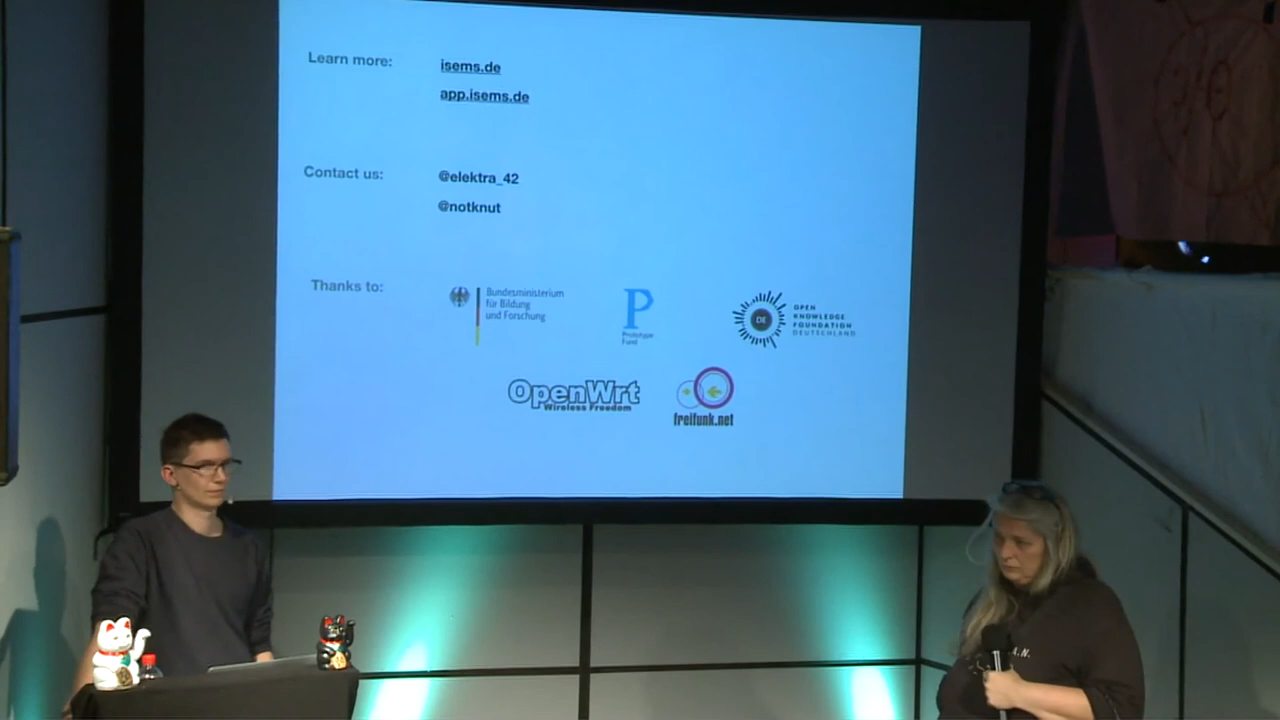 Learn more:
isems.de
app.isems.de
Contact us:
@elektra_42
@notknut
Thanks to:
Bundesministerium
für Bildung
und Forschung
P
Prototype
Fund
DE
OPEN
KNOWLEDGE
FOUNDATION
DEUTSCHLAND
OpenWrt
Wireless Freedom
freifunk.net